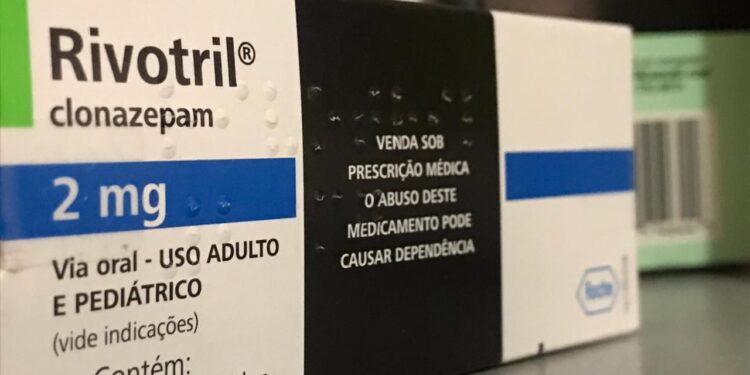 Rivotril®
clonazepam
2 mg
Via oral - USO ADULTO
E PEDIÁTRICO
(vide indicações)
Contém:
VENDA SOB
PRESCRIÇÃO MÉDICA
O ABUSO DESTE
MEDICAMENTO PODE
CAUSAR DEPENDÊNCIA
Roche